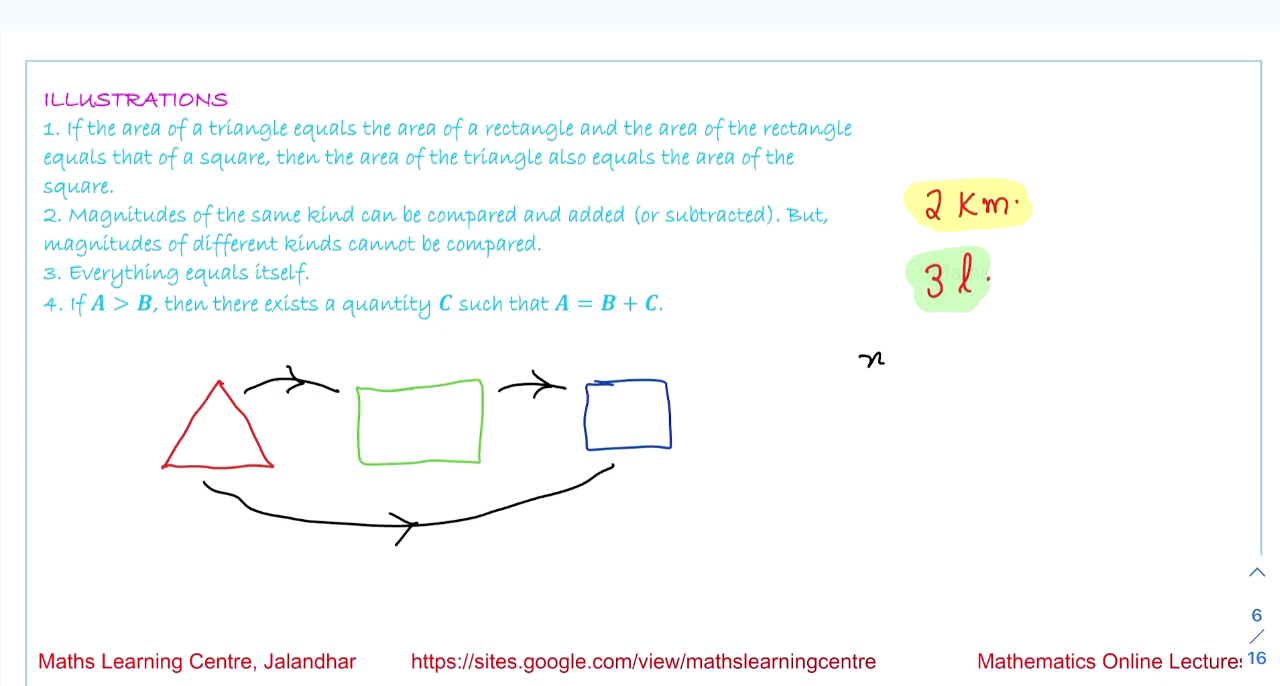 ILLUSTRATIONS
1. If the area of a triangle equals the area of a rectangle and the area of the rectangle
equals that of a square, then the area of the triangle also equals the area of the
square.
2. Magnitudes of the same kind can be compared and added (or subtracted). But,
magnitudes of different kinds cannot be compared.
3. Everything equals itself.
4. If A > B, then there exists a quantity C such that A = B + C.
2 Km.
3 l.
x
6
/
16
Maths Learning Centre, Jalandhar https://sites.google.com/view/mathslearningcentre Mathematics Online Lectures